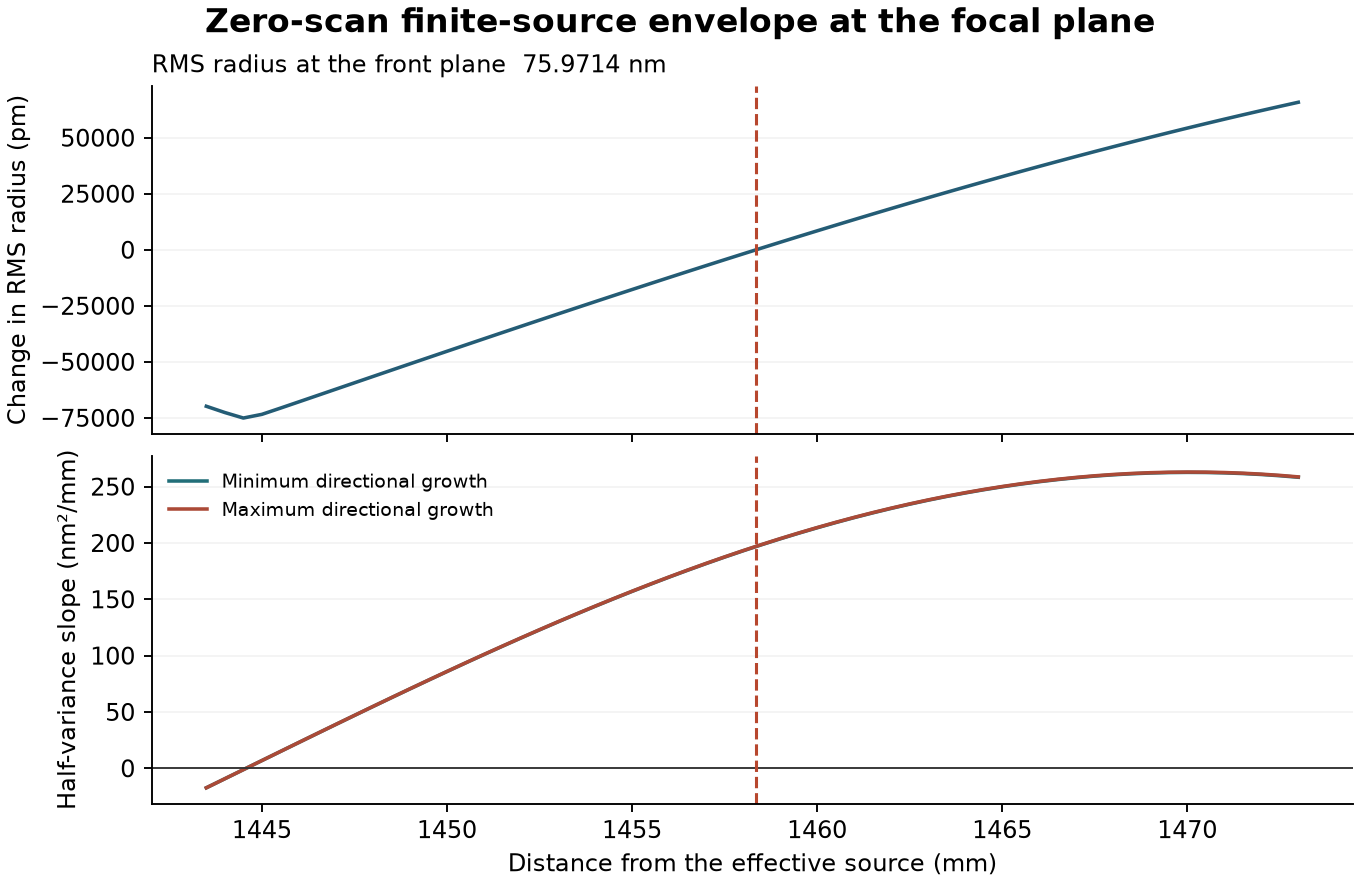 Zero-scan finite-source envelope at the focal plane
RMS radius at the front plane  75.9714 nm
Change in RMS radius (pm)
50000
25000
0
−25000
−50000
−75000
Half-variance slope (nm²/mm)
Minimum directional growth
Maximum directional growth
250
200
150
100
50
0
1445 1450 1455 1460 1465 1470
Distance from the effective source (mm)